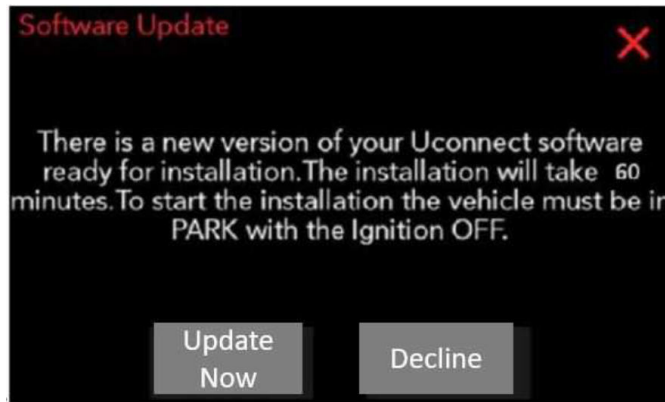 Software Update
There is a new version of your Uconnect software
ready for installation.The installation will take 60
minutes.To start the installation the vehicle must be in
PARK with the Ignition OFF.
Update
Now
Decline